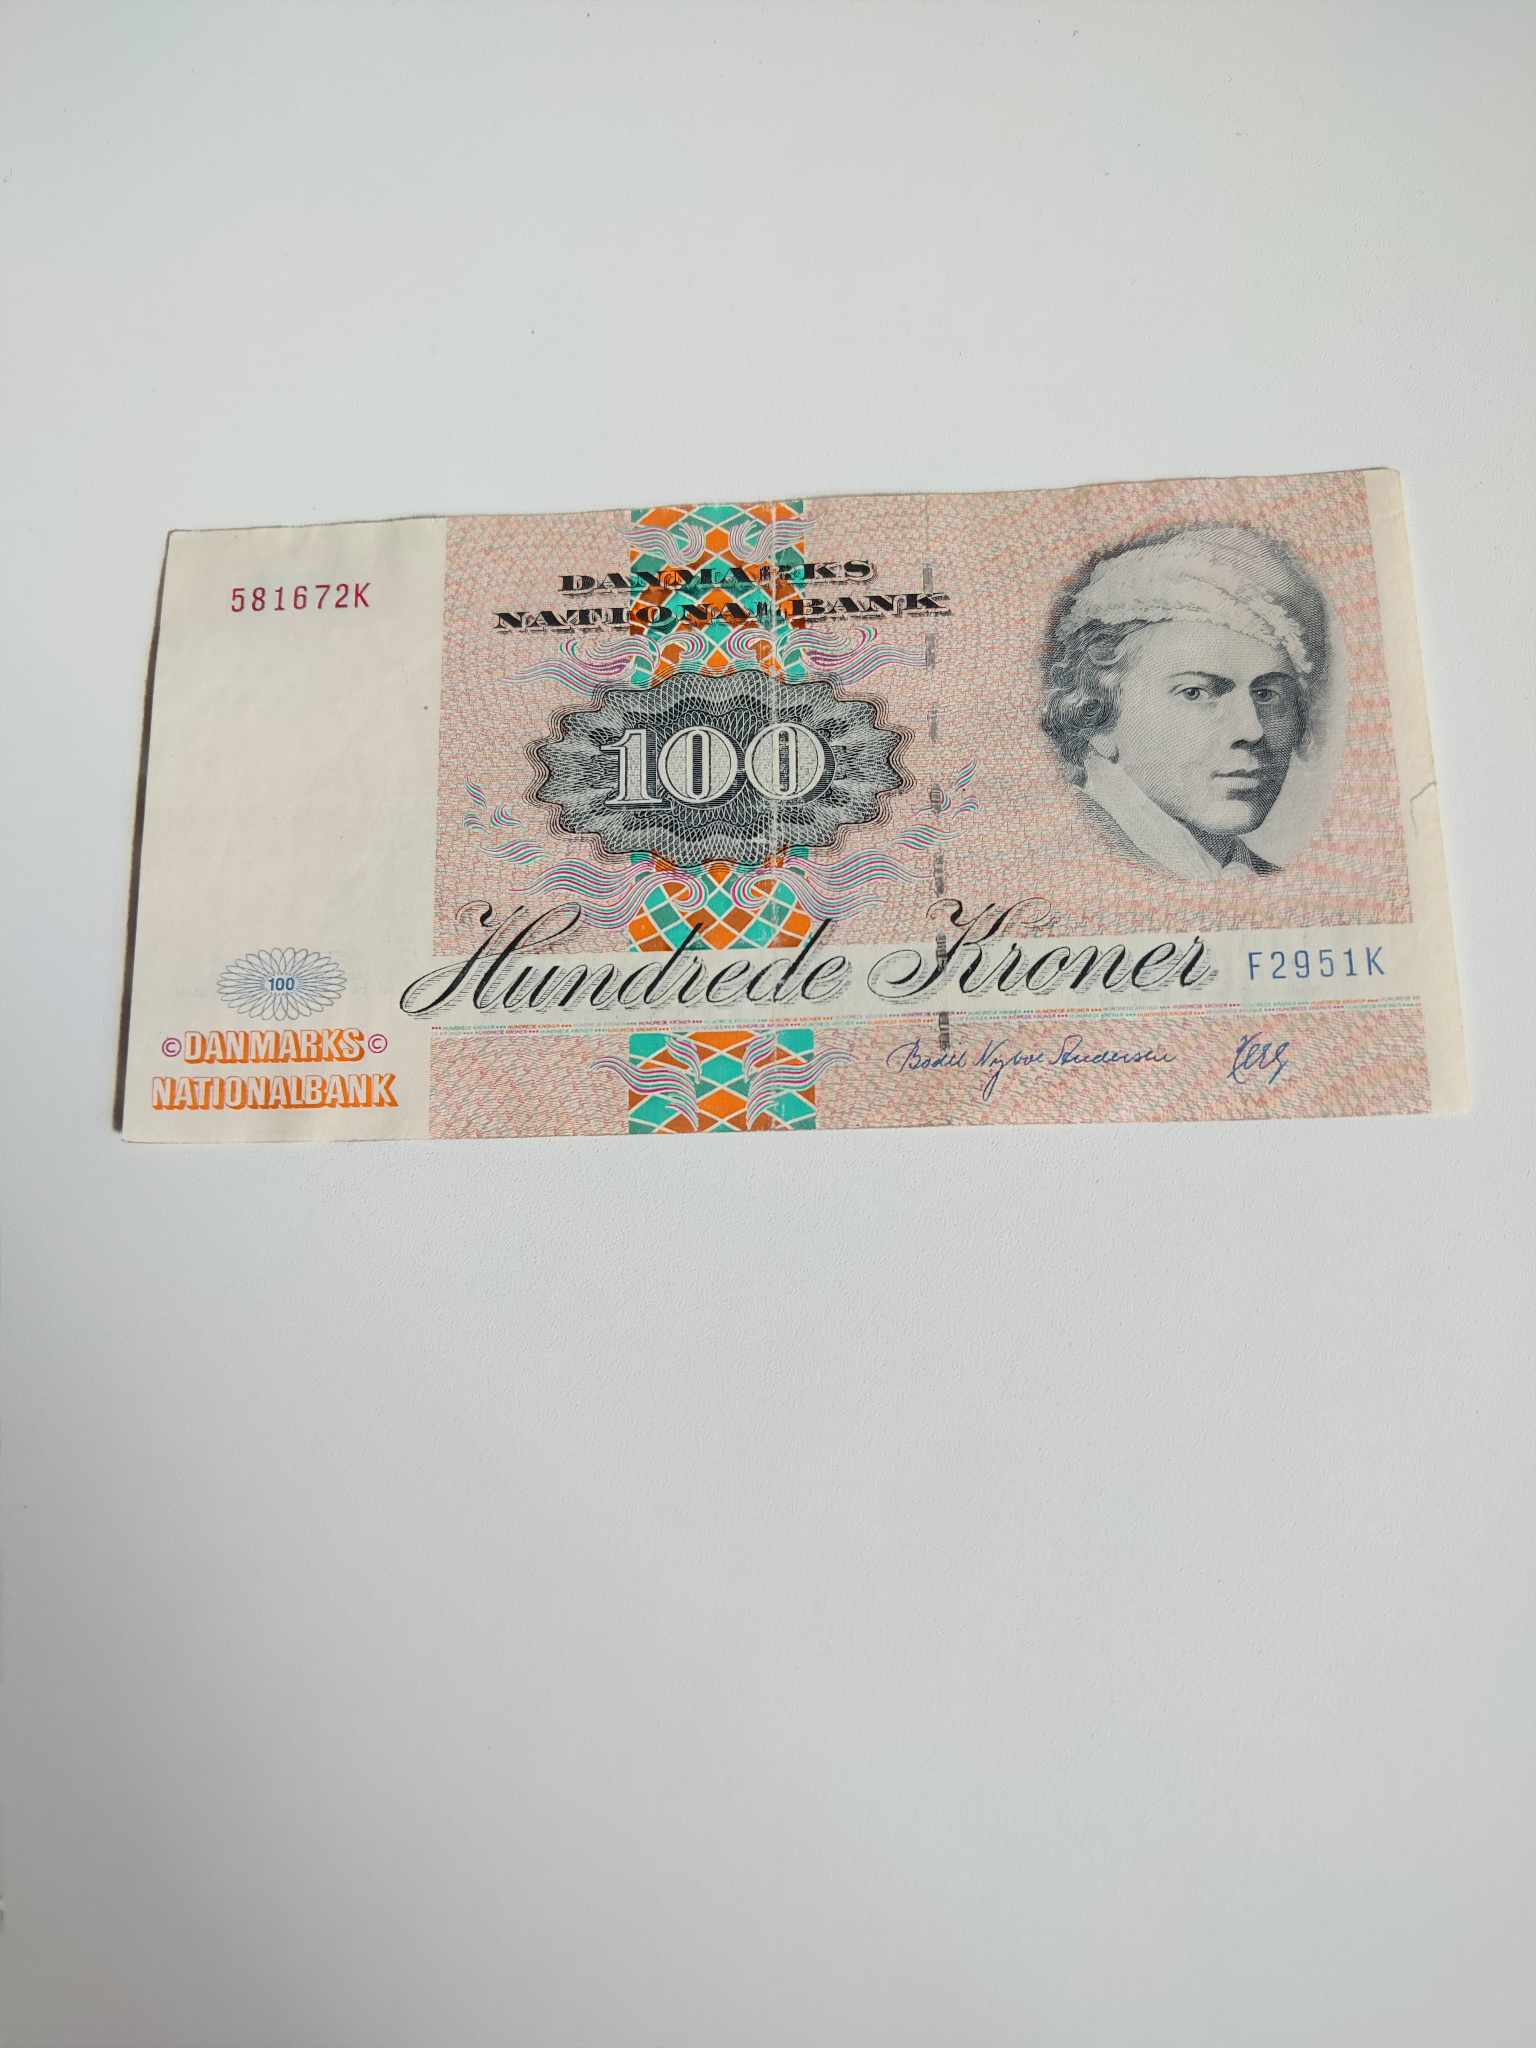 581672K
DANMARKS
NATIONALBANK
100
Hundrede Kroner
F2951K
100
©DANMARKS©
NATIONALBANK
Bodil Nyboe Andersen